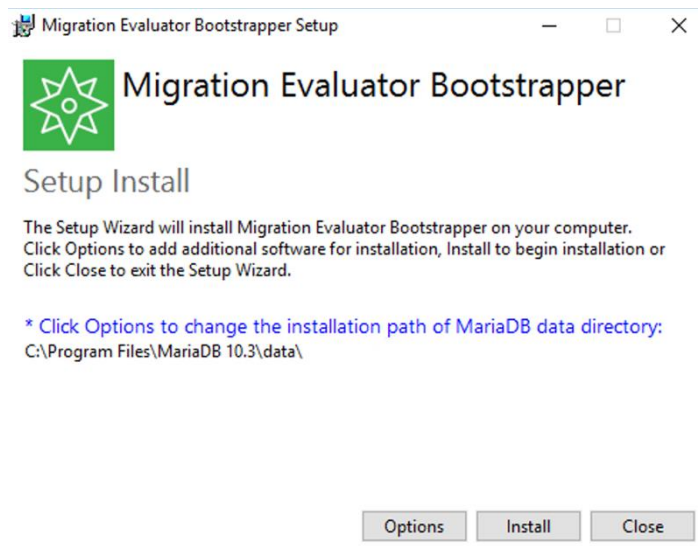 Migration Evaluator Bootstrapper Setup
Migration Evaluator Bootstrapper
Setup Install
The Setup Wizard will install Migration Evaluator Bootstrapper on your computer.
Click Options to add additional software for installation, Install to begin installation or
Click Close to exit the Setup Wizard.
* Click Options to change the installation path of MariaDB data directory:
C:\Program Files\MariaDB 10.3\data\
Options Install Close